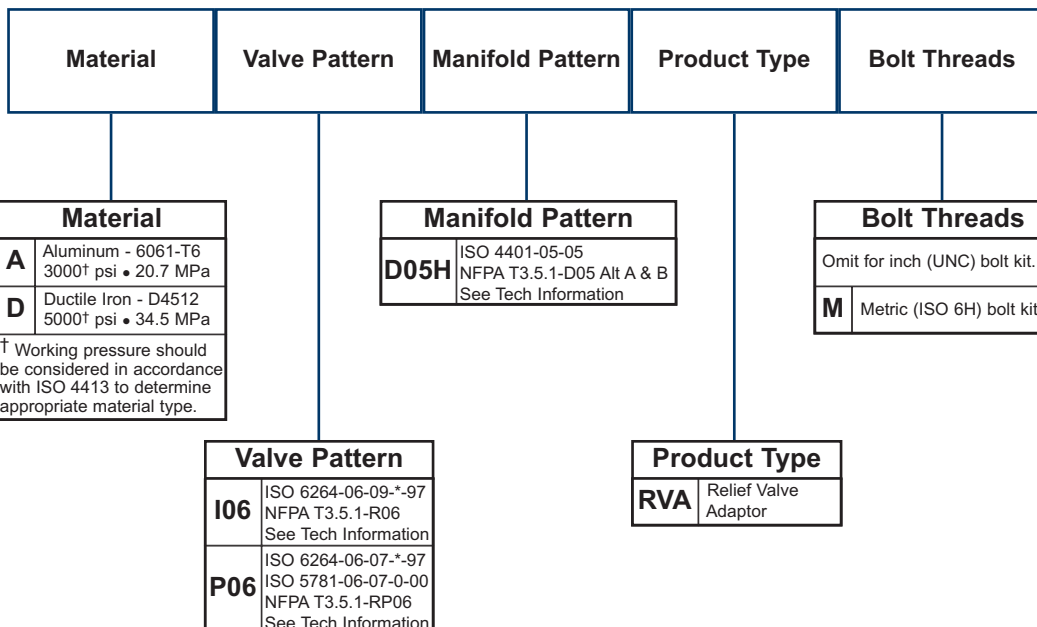 Material
Valve Pattern
Manifold Pattern
Product Type
Bolt Threads
Material
A
Aluminum - 6061-T6
3000† psi • 20.7 MPa
D
Ductile Iron - D4512
5000† psi • 34.5 MPa
† Working pressure should
be considered in accordance
with ISO 4413 to determine
appropriate material type.
Manifold Pattern
D05H
ISO 4401-05-05
NFPA T3.5.1-D05 Alt A & B
See Tech Information
Bolt Threads
Omit for inch (UNC) bolt kit.
M
Metric (ISO 6H) bolt kit
Valve Pattern
I06
ISO 6264-06-09-*-97
NFPA T3.5.1-R06
See Tech Information
P06
ISO 6264-06-07-*-97
ISO 5781-06-07-0-00
NFPA T3.5.1-RP06
See Tech Information
Product Type
RVA
Relief Valve
Adaptor